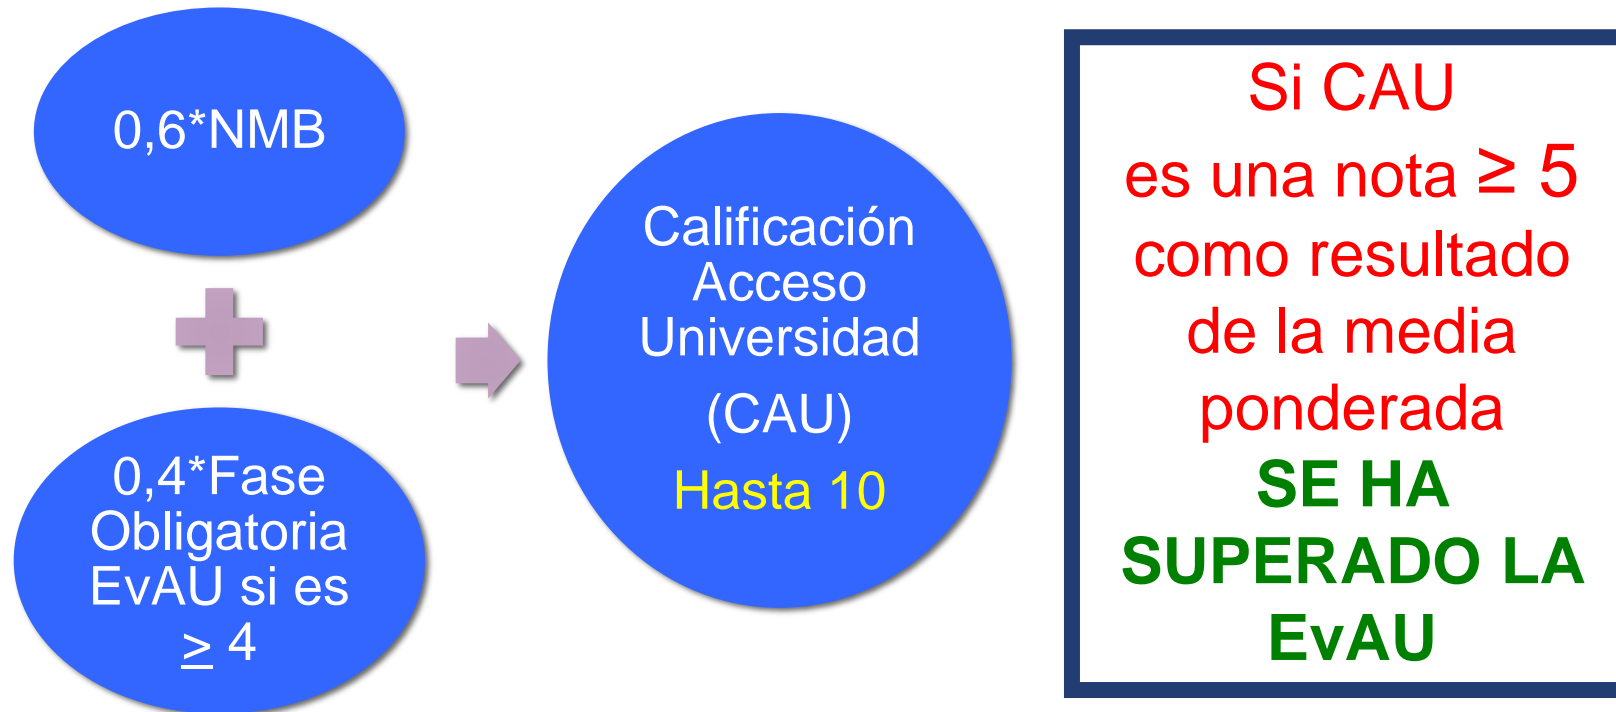 0,6*NMB
0,4*Fase
Obligatoria
EvAU si es
≥ 4
Calificación
Acceso
Universidad
(CAU)
Hasta 10
Si CAU
es una nota ≥ 5
como resultado
de la media
ponderada
SE HA
SUPERADO LA
EvAU